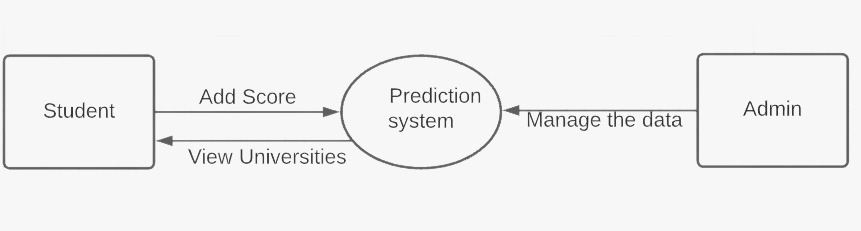 Student
Add Score
View Universities
Prediction
system
Manage the data
Admin